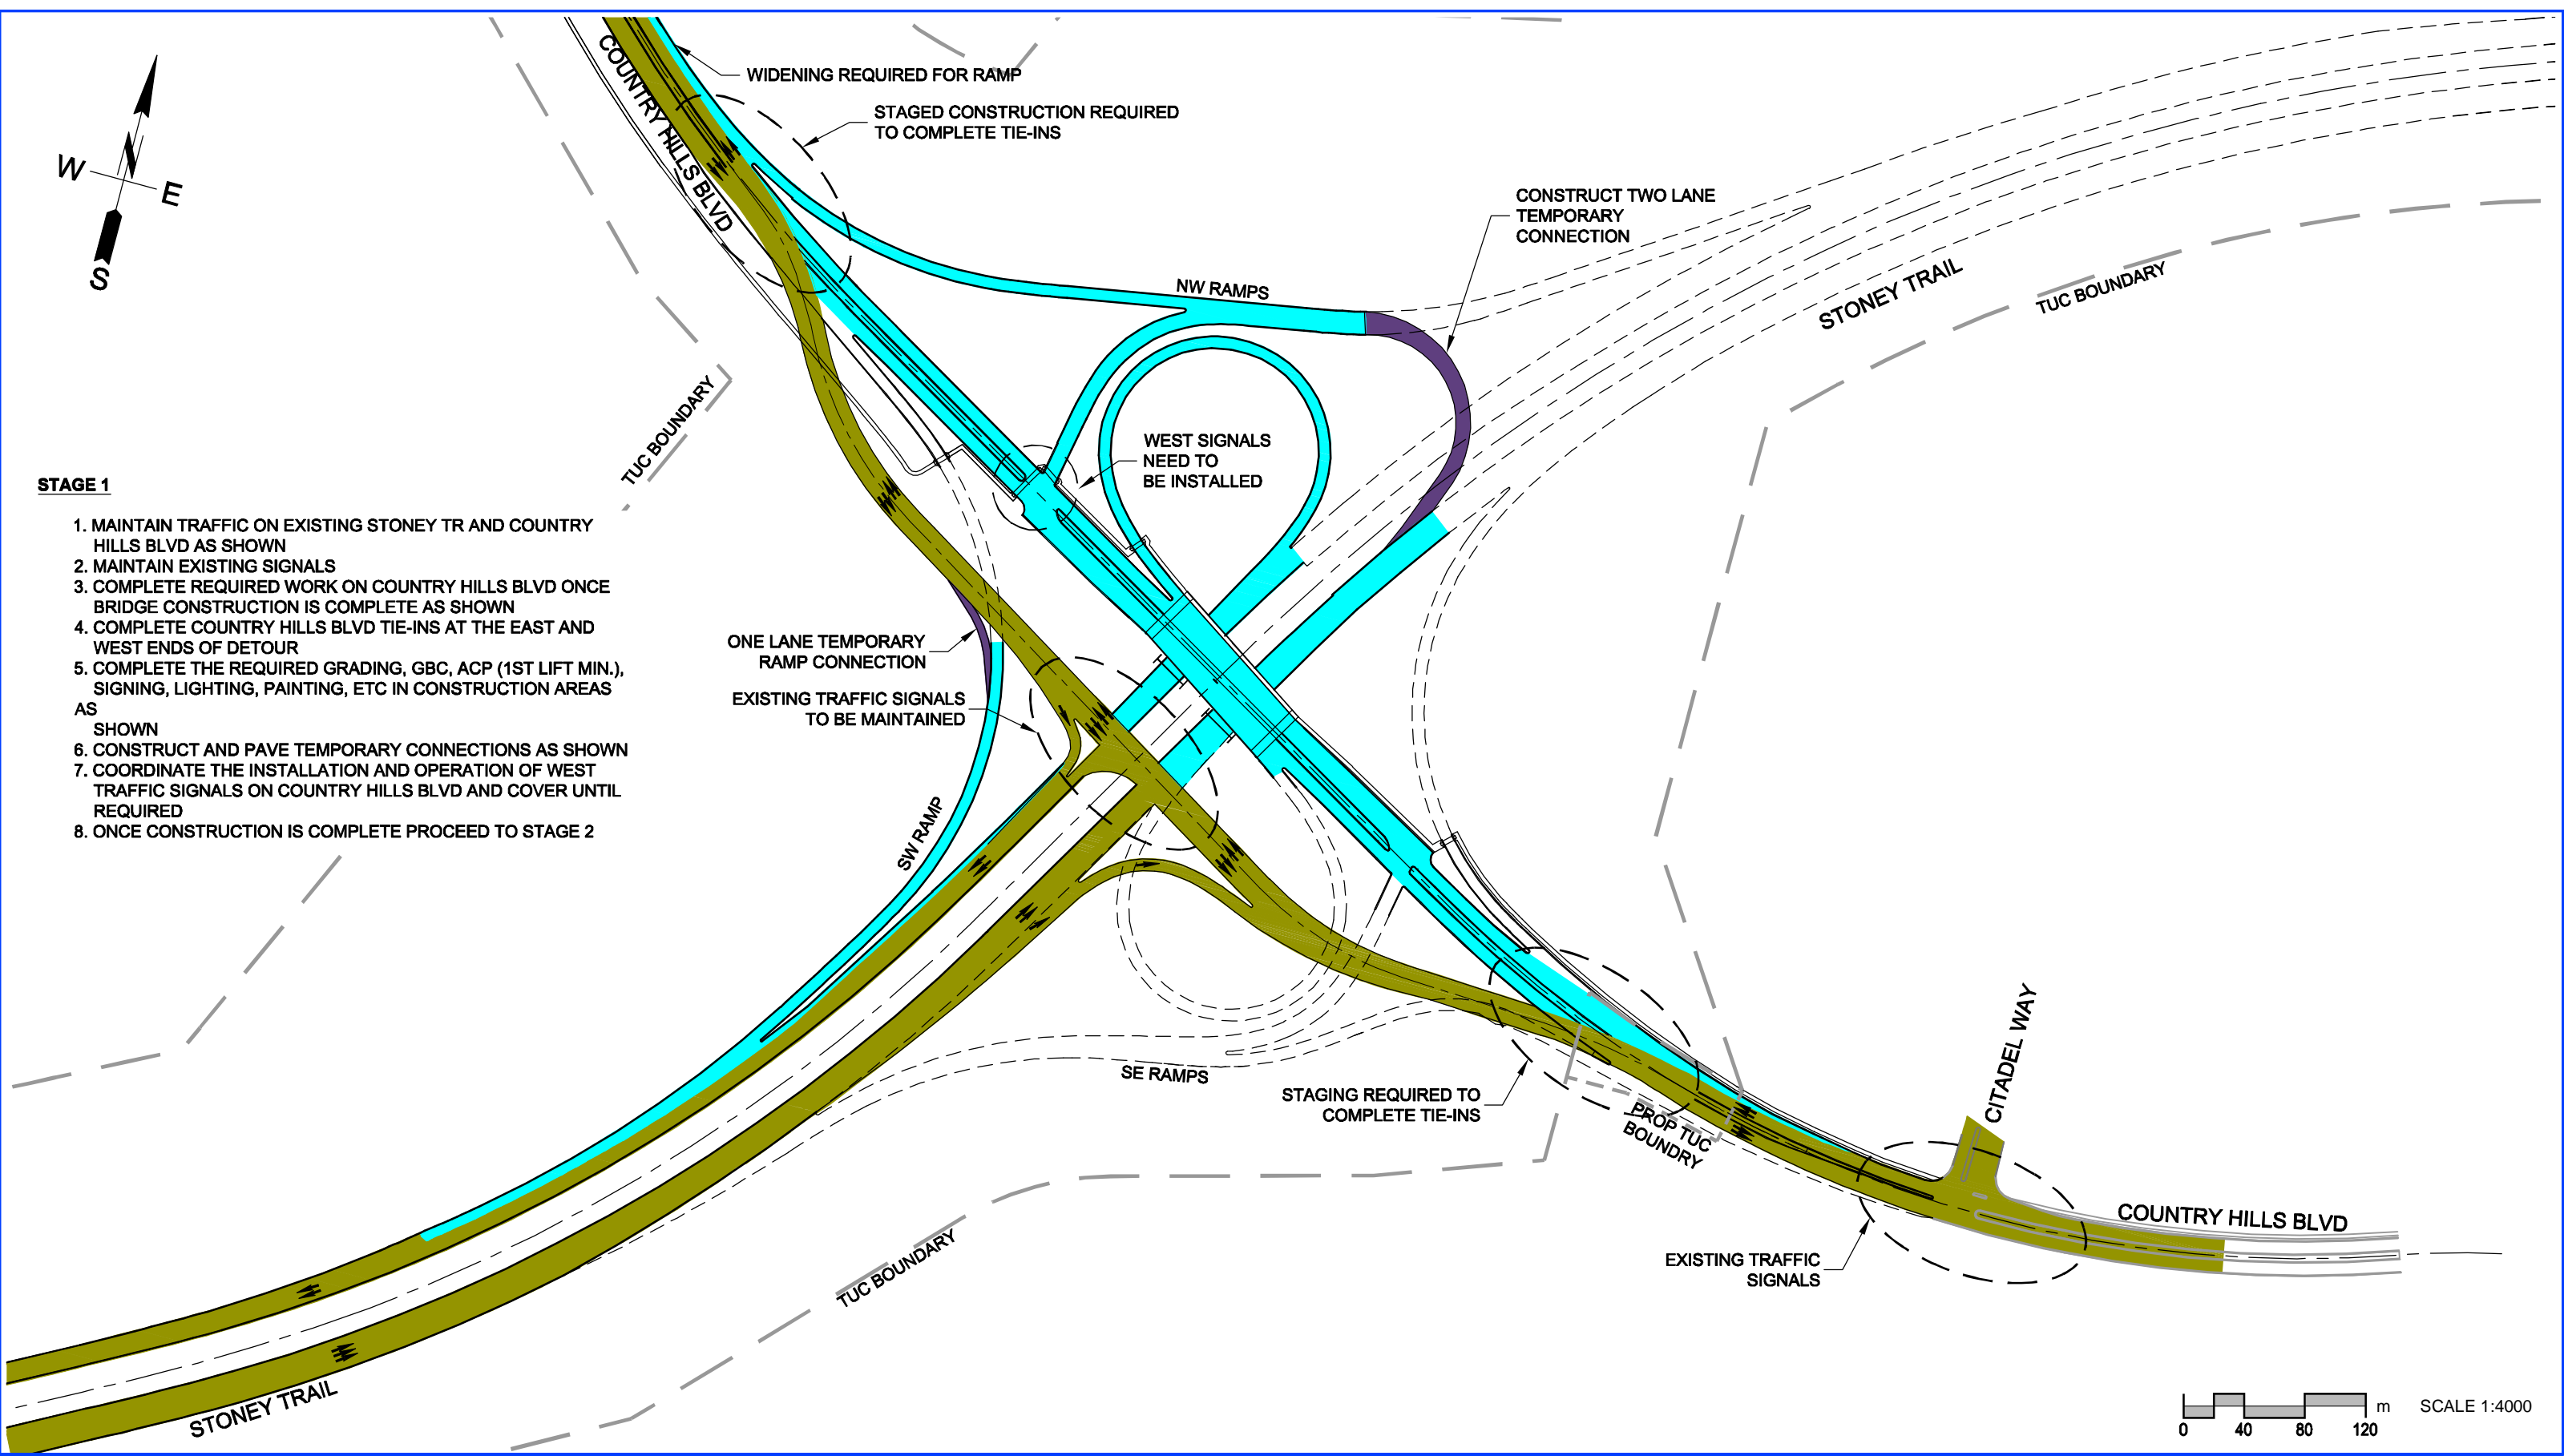 COUNTRY HILLS BLVD
WIDENING REQUIRED FOR RAMP
STAGED CONSTRUCTION REQUIRED
TO COMPLETE TIE-INS
N
W
E
S
CONSTRUCT TWO LANE
TEMPORARY
CONNECTION
NW RAMPS
STONEY TRAIL
TUC BOUNDARY
TUC BOUNDARY
WEST SIGNALS
NEED TO
BE INSTALLED
STAGE 1
1. MAINTAIN TRAFFIC ON EXISTING STONEY TR AND COUNTRY
HILLS BLVD AS SHOWN
2. MAINTAIN EXISTING SIGNALS
3. COMPLETE REQUIRED WORK ON COUNTRY HILLS BLVD ONCE
BRIDGE CONSTRUCTION IS COMPLETE AS SHOWN
4. COMPLETE COUNTRY HILLS BLVD TIE-INS AT THE EAST AND
WEST ENDS OF DETOUR
5. COMPLETE THE REQUIRED GRADING, GBC, ACP (1ST LIFT MIN.),
SIGNING, LIGHTING, PAINTING, ETC IN CONSTRUCTION AREAS
AS
SHOWN
6. CONSTRUCT AND PAVE TEMPORARY CONNECTIONS AS SHOWN
7. COORDINATE THE INSTALLATION AND OPERATION OF WEST
TRAFFIC SIGNALS ON COUNTRY HILLS BLVD AND COVER UNTIL
REQUIRED
8. ONCE CONSTRUCTION IS COMPLETE PROCEED TO STAGE 2
ONE LANE TEMPORARY
RAMP CONNECTION
EXISTING TRAFFIC SIGNALS
TO BE MAINTAINED
SW RAMP
SE RAMPS
STAGING REQUIRED TO
COMPLETE TIE-INS
PROP TUC
BOUNDRY
CITADEL WAY
COUNTRY HILLS BLVD
EXISTING TRAFFIC
SIGNALS
TUC BOUNDARY
STONEY TRAIL
0 40 80 120 m
SCALE 1:4000